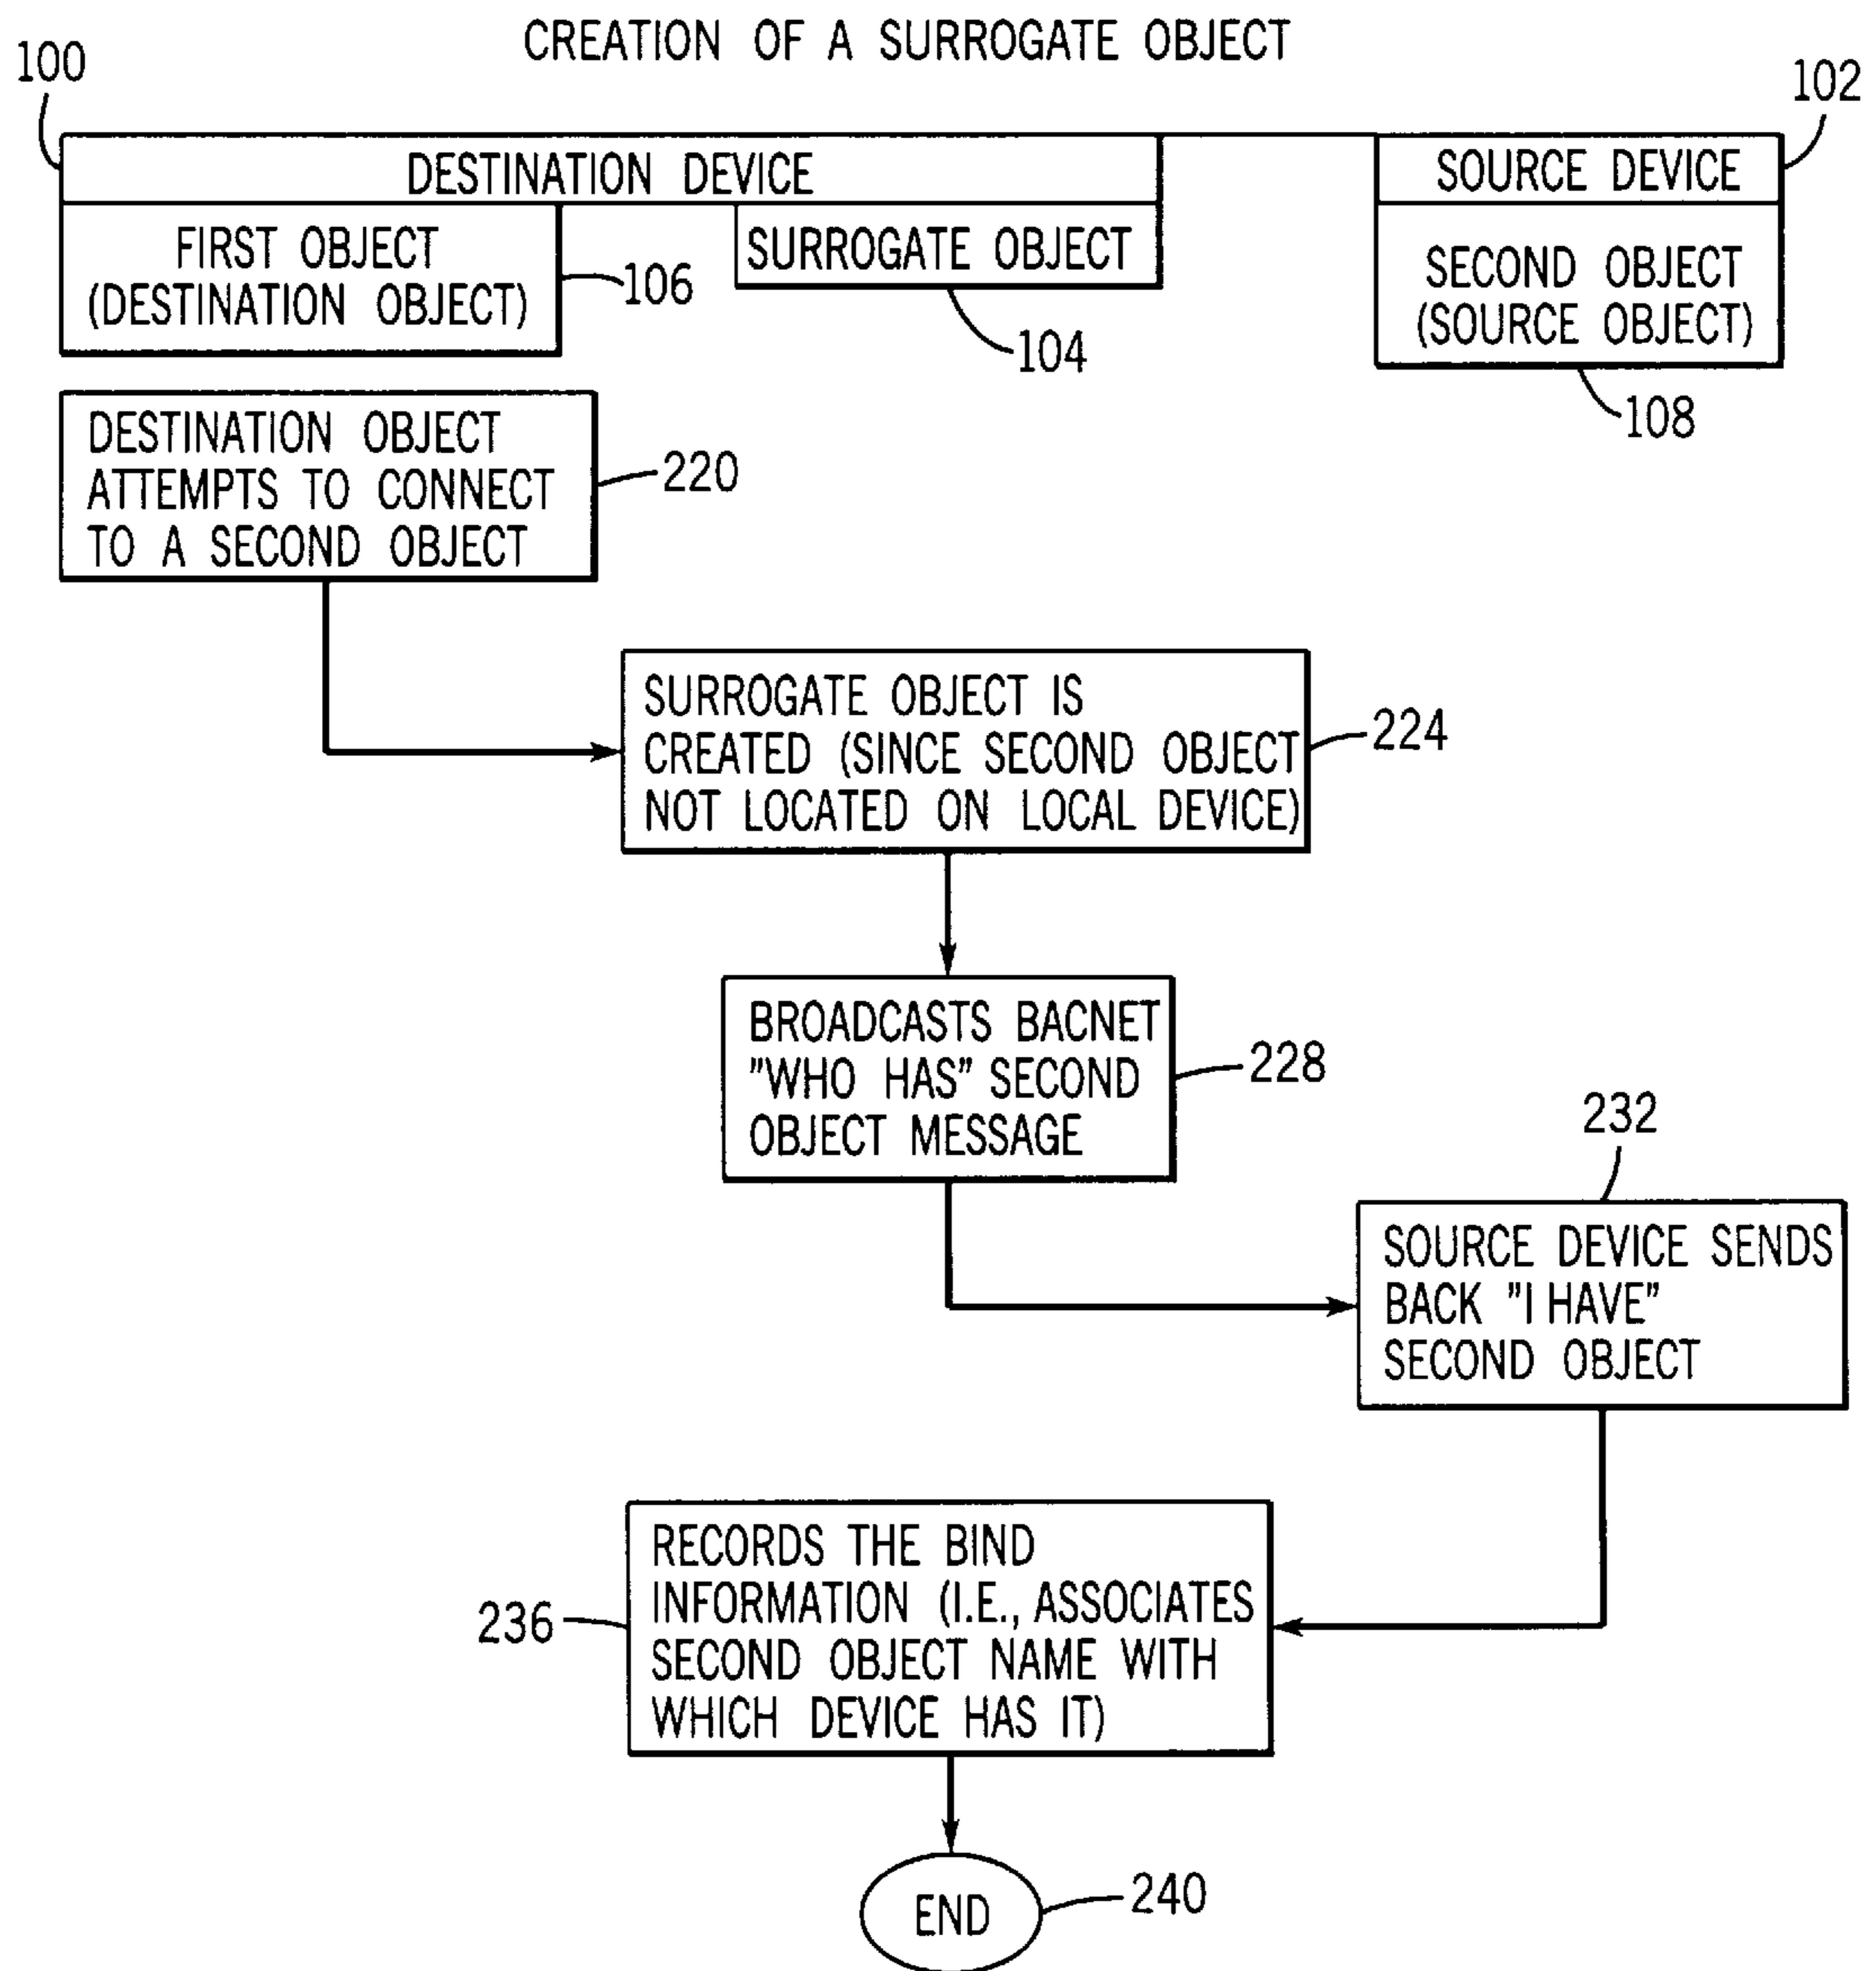 CREATION OF A SURROGATE OBJECT
100
102
DESTINATION DEVICE
SOURCE DEVICE
FIRST OBJECT
(DESTINATION OBJECT)
106
SURROGATE OBJECT
104
SECOND OBJECT
(SOURCE OBJECT)
108
DESTINATION OBJECT
ATTEMPTS TO CONNECT
TO A SECOND OBJECT
220
SURROGATE OBJECT IS
CREATED (SINCE SECOND OBJECT
NOT LOCATED ON LOCAL DEVICE)
224
BROADCASTS BACNET
"WHO HAS" SECOND
OBJECT MESSAGE
228
232
SOURCE DEVICE SENDS
BACK "I HAVE"
SECOND OBJECT
RECORDS THE BIND
INFORMATION (I.E., ASSOCIATES
SECOND OBJECT NAME WITH
WHICH DEVICE HAS IT)
236
END
240